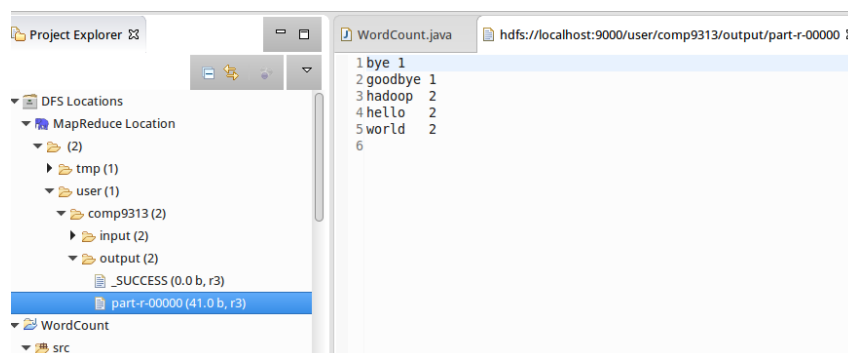 Project Explorer
DFS Locations
MapReduce Location
(2)
tmp (1)
user (1)
comp9313 (2)
input (2)
output (2)
_SUCCESS (0.0 b, r3)
part-r-00000 (41.0 b, r3)
WordCount
src
WordCount.java
hdfs://localhost:9000/user/comp9313/output/part-r-00000
1 bye 1
2 goodbye 1
3 hadoop 2
4 hello 2
5 world 2
6